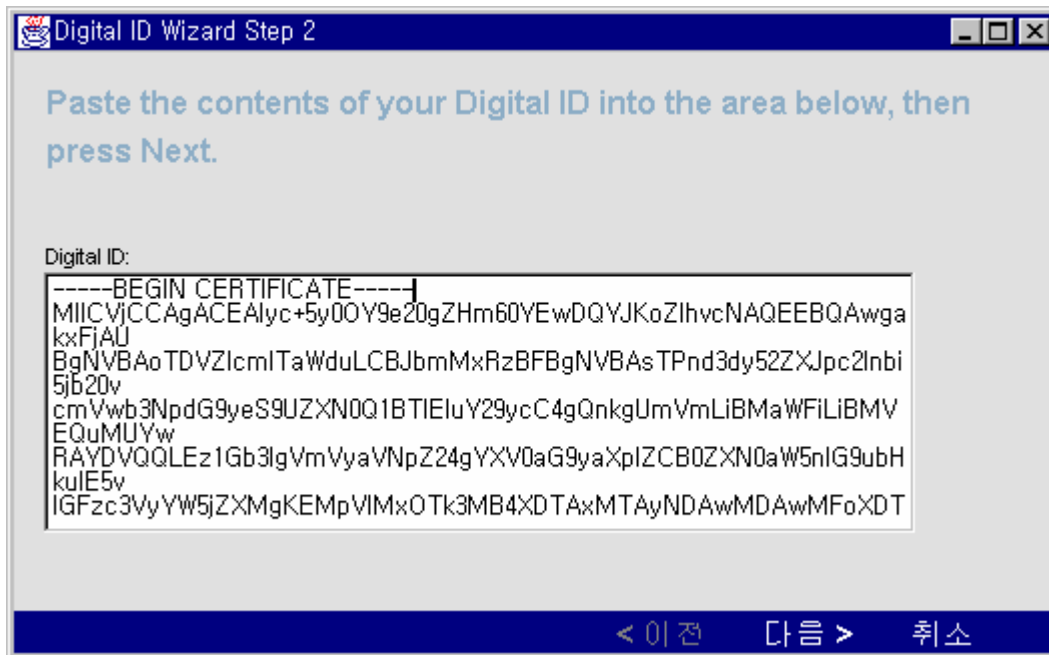 Digital ID Wizard Step 2
Paste the contents of your Digital ID into the area below, then
press Next.
Digital ID:
-----BEGIN CERTIFICATE-----
MIICVjCCAgACEAlyc+5y0OY9e20gZHm60YEwDQYJKoZIhvcNAQEEBQAwga
kxFjAU
BgNVBAoTDVZlcmlTaWduLCBJbmMxRzBFBgNVBAsTPnd3dy52ZXJpc2lnbi
5jb20v
cmVwb3NpdG9yeS9UZXN0Q1BTIEluY29ycC4gQnkgUmVmLiBMaWFiLiBMV
EQuMUYw
RAYDVQQLEz1Gb3IgVmVyaVNpZ24gYXV0aG9yaXplZCB0ZXN0aW5nIG9ubH
kuIE5v
IGFzc3VyYW5jZXMgKEMpVlMxOTk3MB4XDTAxMTAyNDAwMDAwMFoXDT
< 이전
다음 >
취소